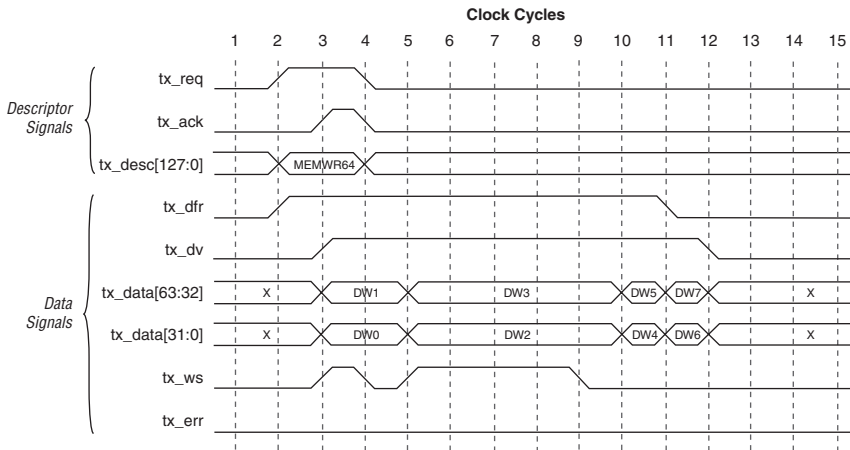 Clock Cycles
1 2 3 4 5 6 7 8 9 10 11 12 13 14 15
Descriptor
Signals
tx_req
tx_ack
tx_desc[127:0] MEMWR64
Data
Signals
tx_dfr
tx_dv
tx_data[63:32] X DW1 DW3 DW5 DW7 X
tx_data[31:0] X DW0 DW2 DW4 DW6 X
tx_ws
tx_err